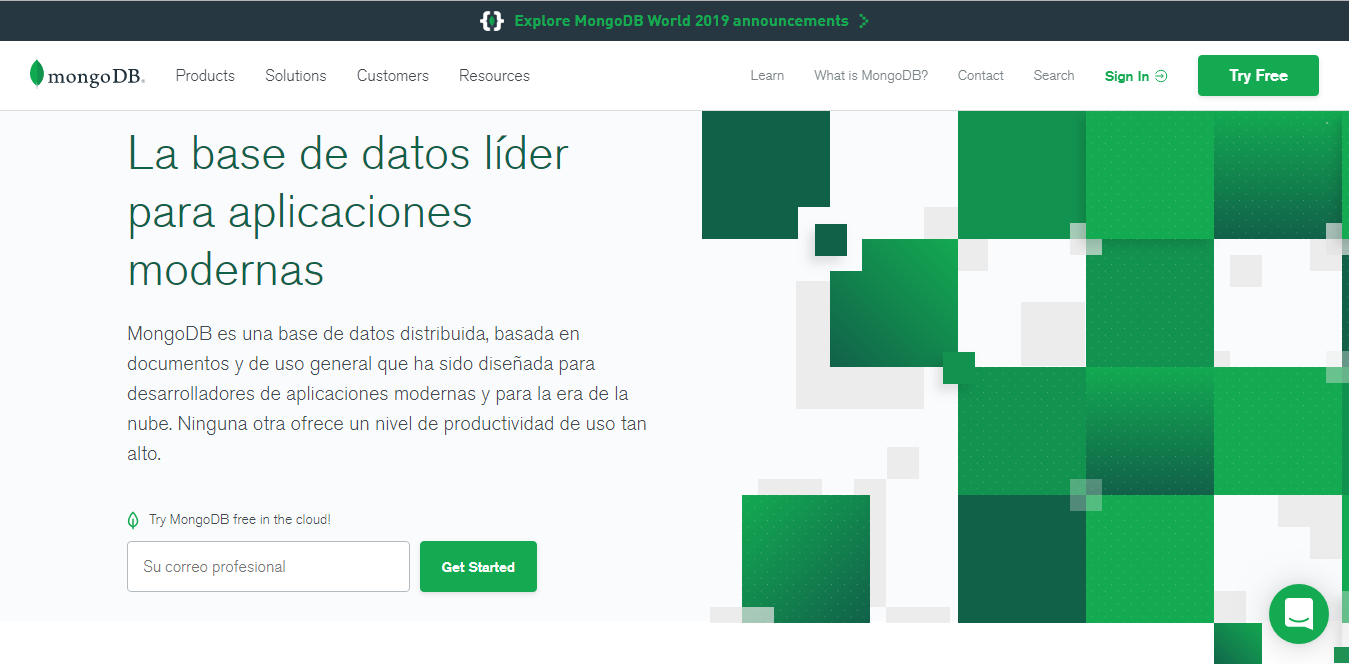 Explore MongoDB World 2019 announcements
mongoDB. Products Solutions Customers Resources Learn What is MongoDB? Contact Search Sign In Try Free
La base de datos líder
para aplicaciones
modernas
MongoDB es una base de datos distribuida, basada en
documentos y de uso general que ha sido diseñada para
desarrolladores de aplicaciones modernas y para la era de la
nube. Ninguna otra ofrece un nivel de productividad de uso tan
alto.
Try MongoDB free in the cloud!
Su correo profesional Get Started